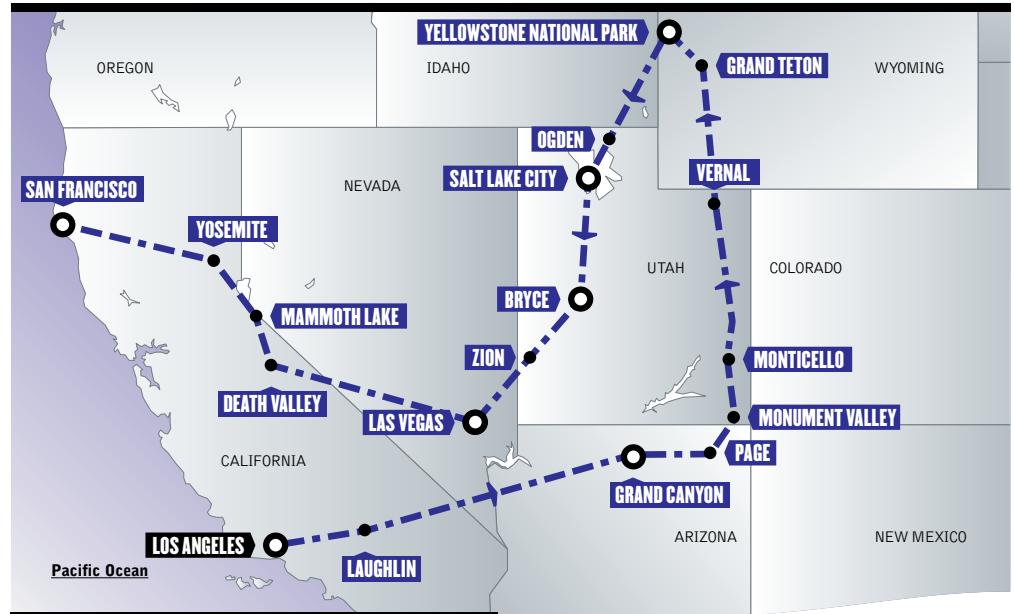 YELLOWSTONE NATIONAL PARK
OREGON
IDAHO
GRAND TETON
WYOMING
OGDEN
SALT LAKE CITY
VERNAL
NEVADA
SAN FRANCISCO
YOSEMITE
UTAH
COLORADO
BRYCE
MAMMOTH LAKE
ZION
MONTICELLO
DEATH VALLEY
LAS VEGAS
MONUMENT VALLEY
PAGE
CALIFORNIA
GRAND CANYON
LOS ANGELES
ARIZONA
NEW MEXICO
Pacific Ocean
LAUGHLIN